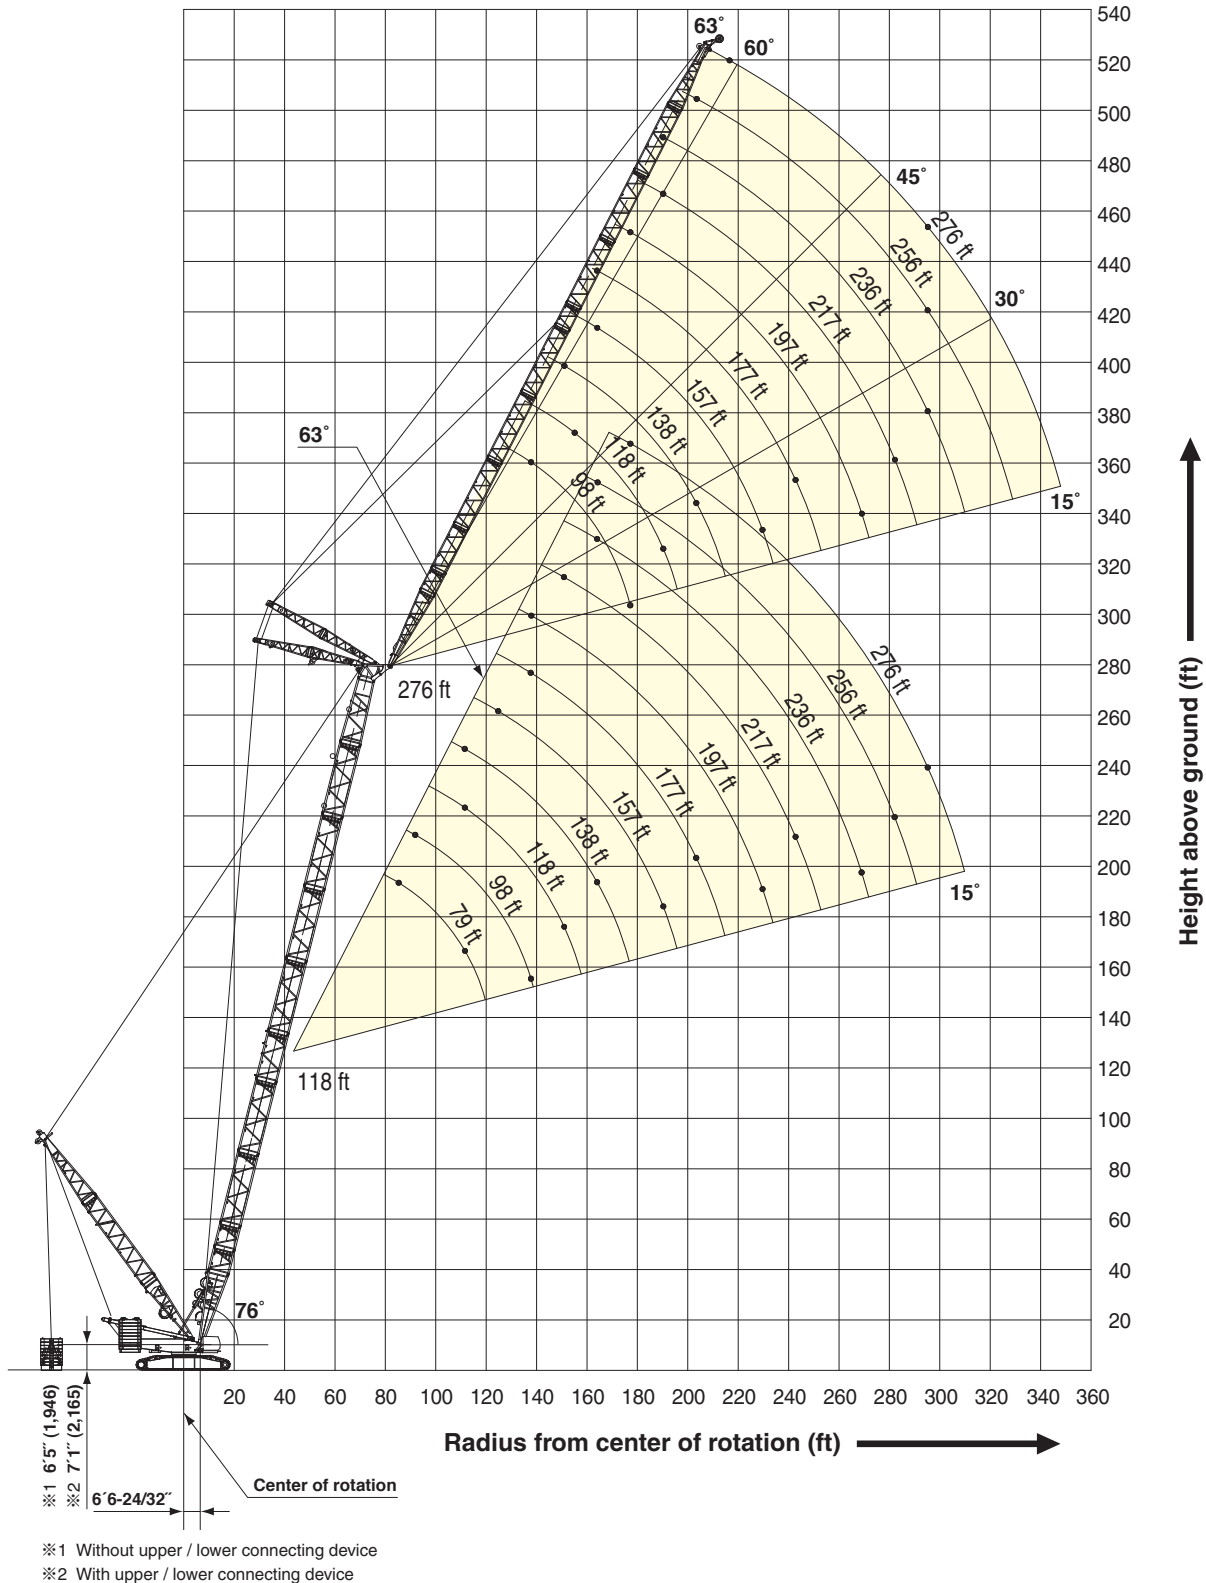 540
63°
60°
520
500
480
45°
460
276 ft
256 ft
440
236 ft
30°
217 ft
420
197 ft
400
177 ft
157 ft
380
138 ft
63°
118 ft
360
98 ft
15°
340
320
300
280
276 ft
276 ft
256 ft
260
236 ft
217 ft
240
197 ft
177 ft
220
157 ft
138 ft
200
118 ft
98 ft
15°
79 ft
180
160
140
118 ft
120
100
80
60
40
76°
20
Height above ground (ft)
20 40 60 80 100 120 140 160 180 200 220 240 260 280 300 320 340 360
Radius from center of rotation (ft)
※1 6´5˝ (1,946)
※2 7´1˝ (2,165)
6´6-24/32˝
Center of rotation
※1 Without upper / lower connecting device
※2 With upper / lower connecting device